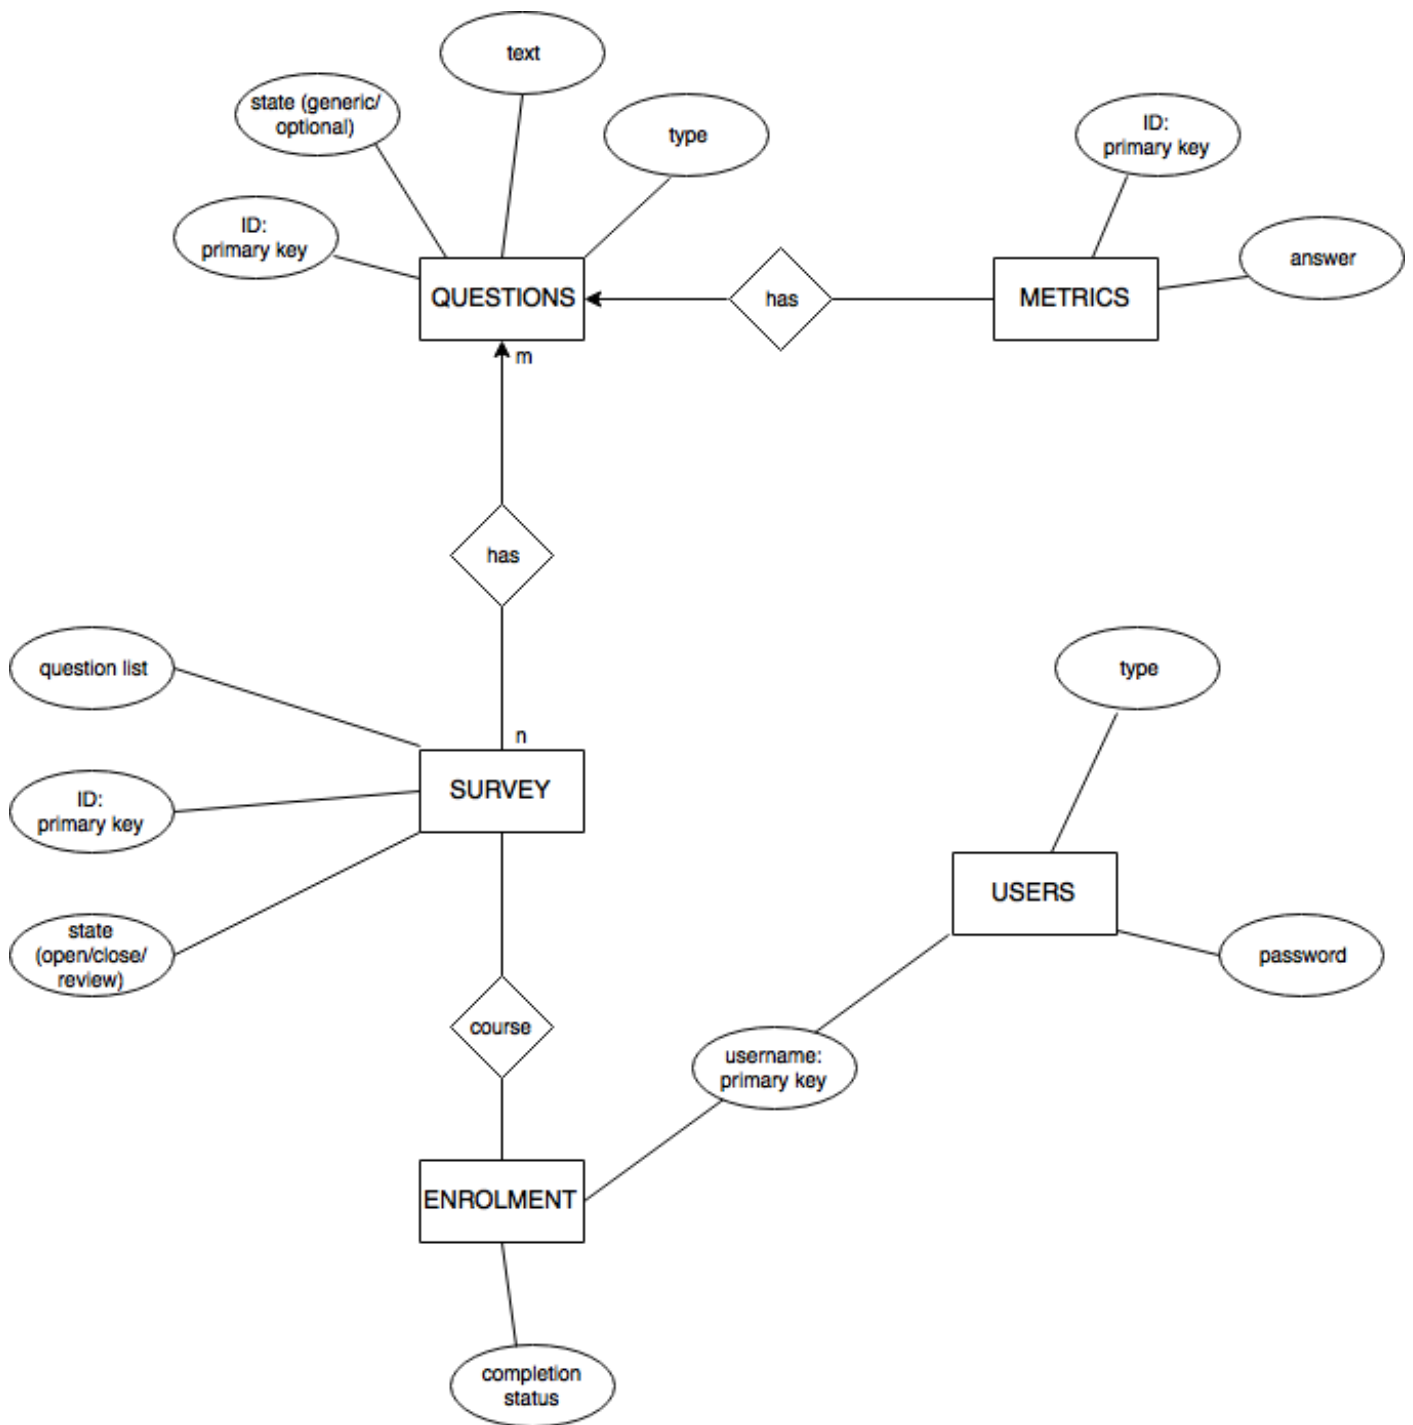 text
state (generic/
optional)
type
ID:
primary key
ID:
primary key
answer
QUESTIONS
has
METRICS
m
has
question list
type
n
SURVEY
ID:
primary key
USERS
state
(open/close/
review)
password
course
username:
primary key
ENROLMENT
completion
status